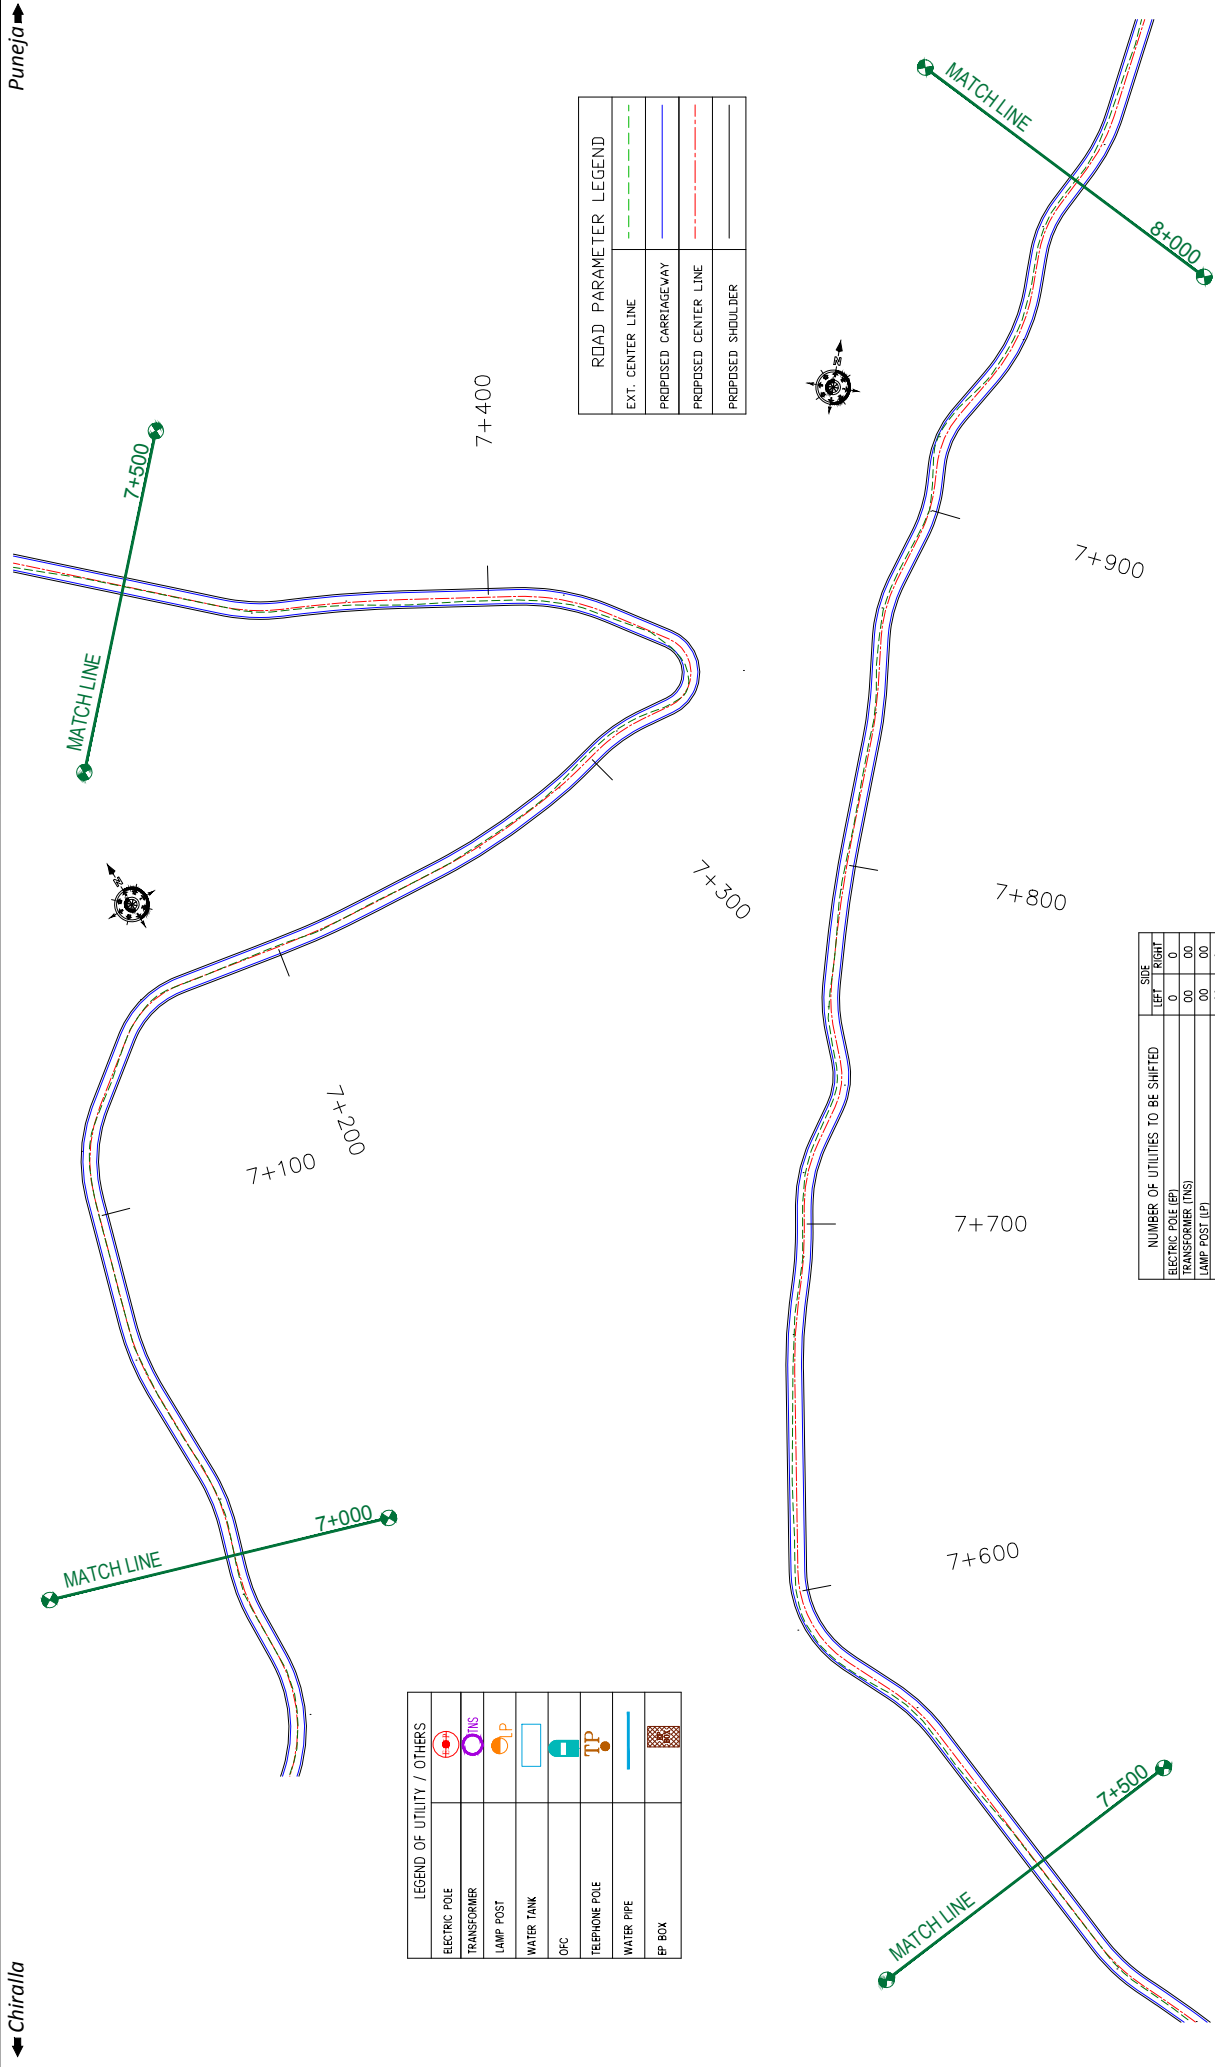 Chiralla
Puneja
MATCH LINE
7+000
7+100
7+200
7+300
7+400
MATCH LINE
7+500
N
LEGEND OF UTILITY / OTHERS
ELECTRIC POLE
TRANSFORMER
TNS
LAMP POST
LP
WATER TANK
OFC
TELEPHONE POLE
TP
WATER PIPE
EP BOX
EP
BOX
ROAD PARAMETER LEGEND
EXT. CENTER LINE
PROPOSED CARRIAGEWAY
PROPOSED CENTER LINE
PROPOSED SHOULDER
MATCH LINE
7+500
7+600
7+700
7+800
7+900
MATCH LINE
8+000
N
NUMBER OF UTILITIES TO BE SHIFTED
SIDE
LEFT RIGHT
ELECTRIC POLE (EP) 0 0
TRANSFORMER (TNS) 00 00
LAMP POST (LP) 00 00